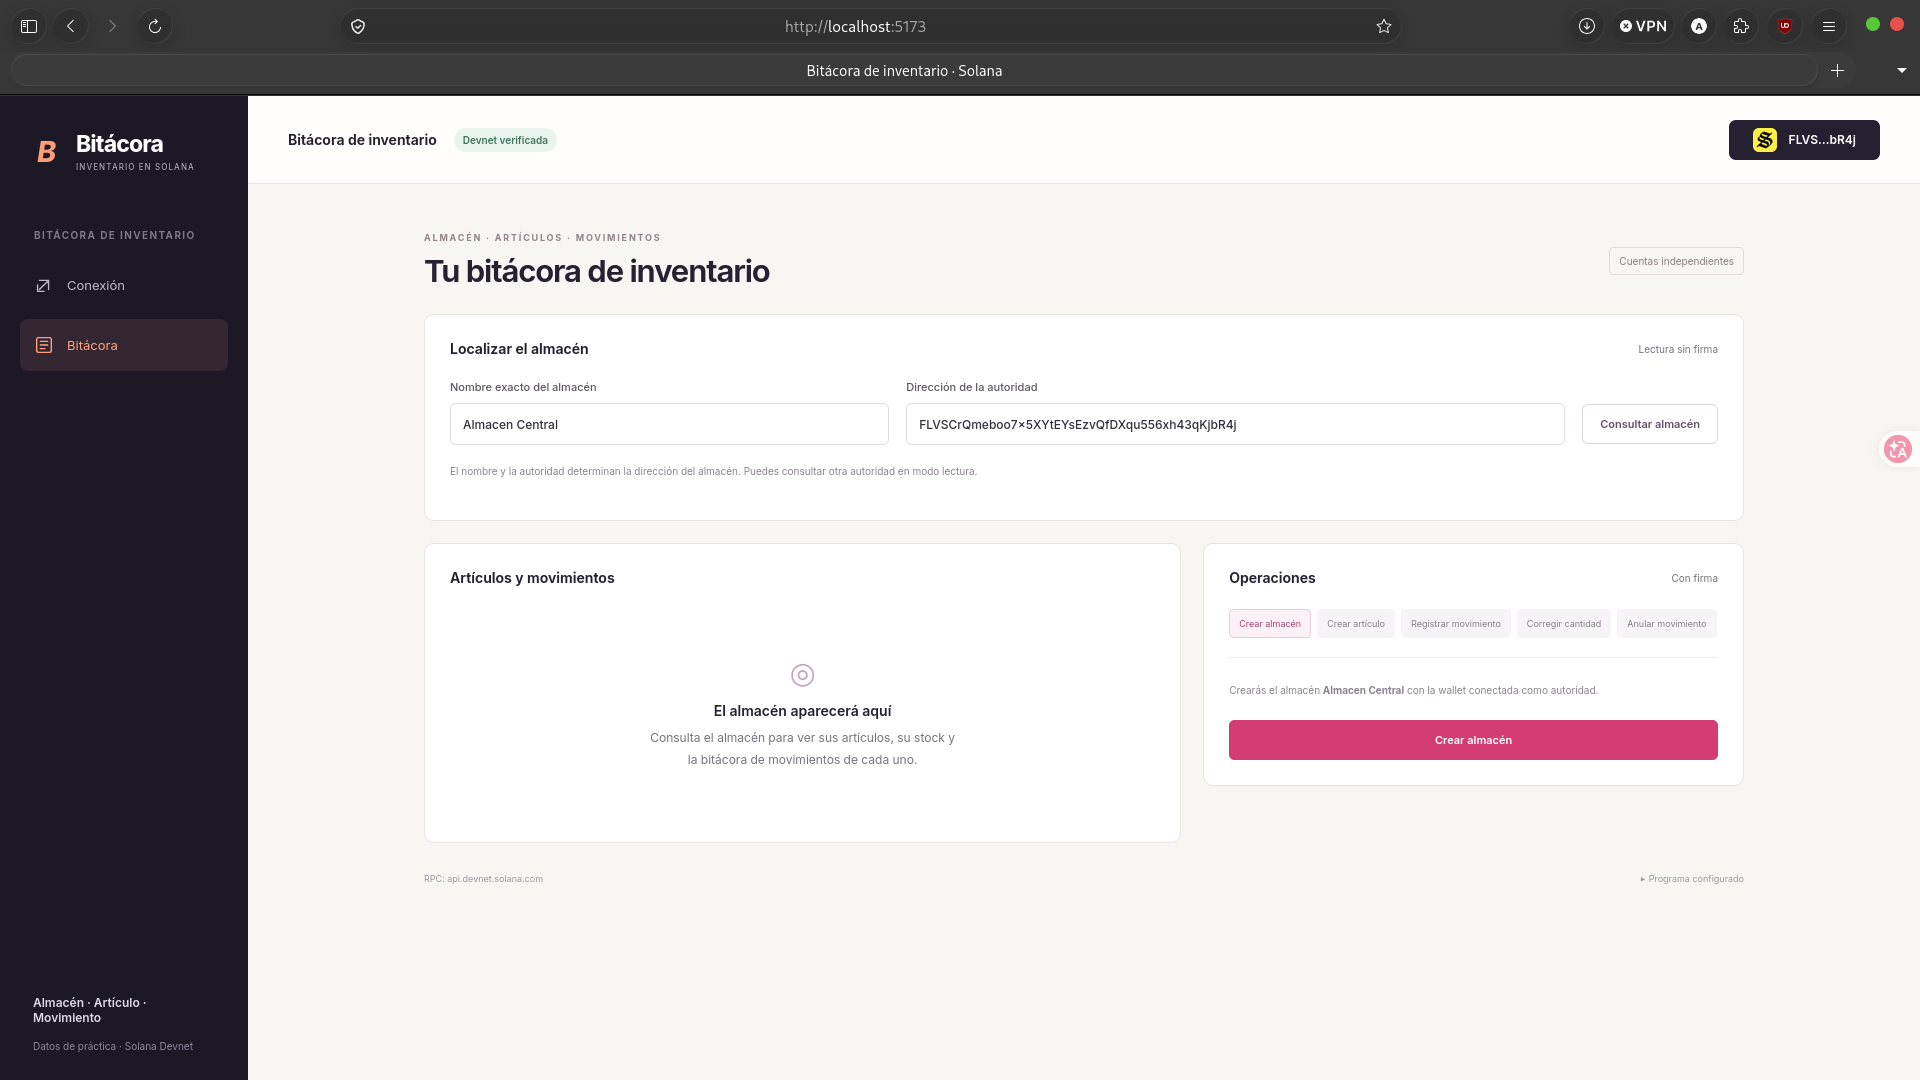 http://localhost:5173
VPN
Bitácora de inventario · Solana
B
Bitácora
INVENTARIO EN SOLANA
BITÁCORA DE INVENTARIO
Conexión
Bitácora
Almacén · Artículo ·
Movimiento
Datos de práctica · Solana Devnet
Bitácora de inventario
Devnet verificada
FLVS...bR4j
ALMACÉN · ARTÍCULOS · MOVIMIENTOS
Tu bitácora de inventario
Cuentas independientes
Localizar el almacén
Lectura sin firma
Nombre exacto del almacén
Dirección de la autoridad
Almacen Central
FLVSCrQmeboo7x5XYtEYsEzvQfDXqu556xh43qKjbR4j
Consultar almacén
El nombre y la autoridad determinan la dirección del almacén. Puedes consultar otra autoridad en modo lectura.
Artículos y movimientos
El almacén aparecerá aquí
Consulta el almacén para ver sus artículos, su stock y
la bitácora de movimientos de cada uno.
Operaciones
Con firma
Crear almacén
Crear artículo
Registrar movimiento
Corregir cantidad
Anular movimiento
Crearás el almacén Almacen Central con la wallet conectada como autoridad.
Crear almacén
RPC: api.devnet.solana.com
▸ Programa configurado